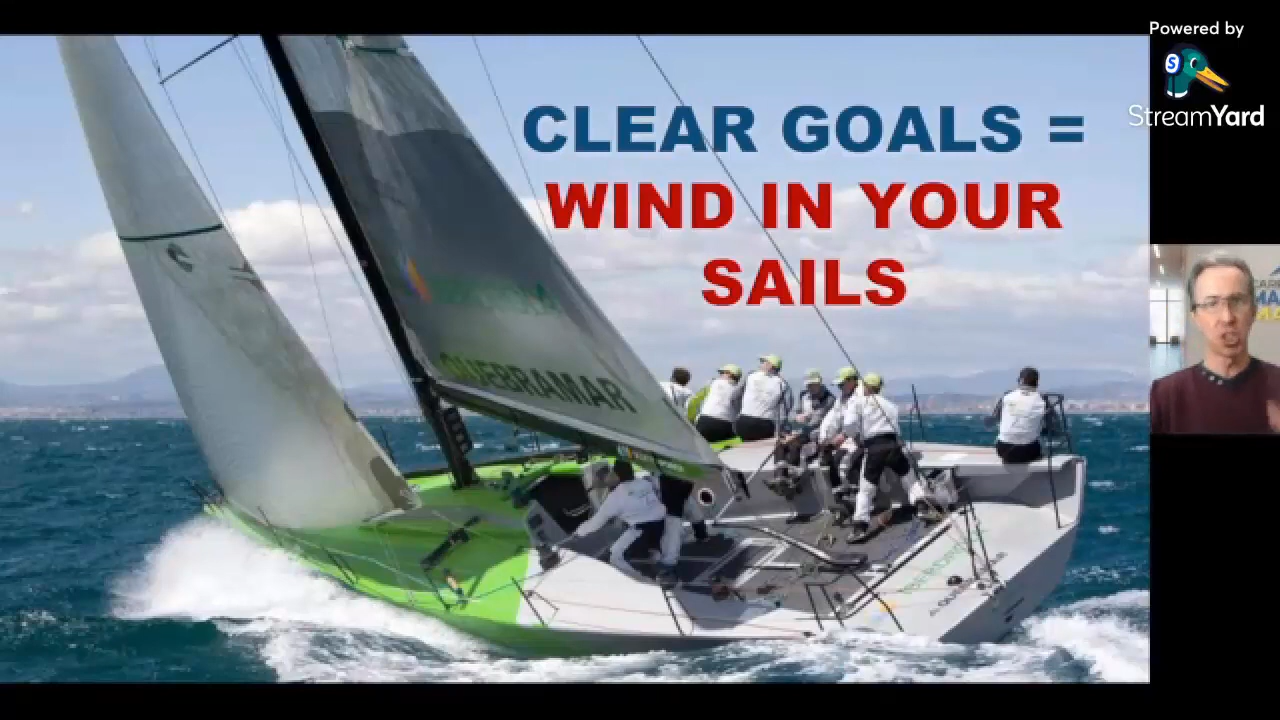 Powered by
StreamYard
CLEAR GOALS =
WIND IN YOUR
SAILS
QUEBRAMAR